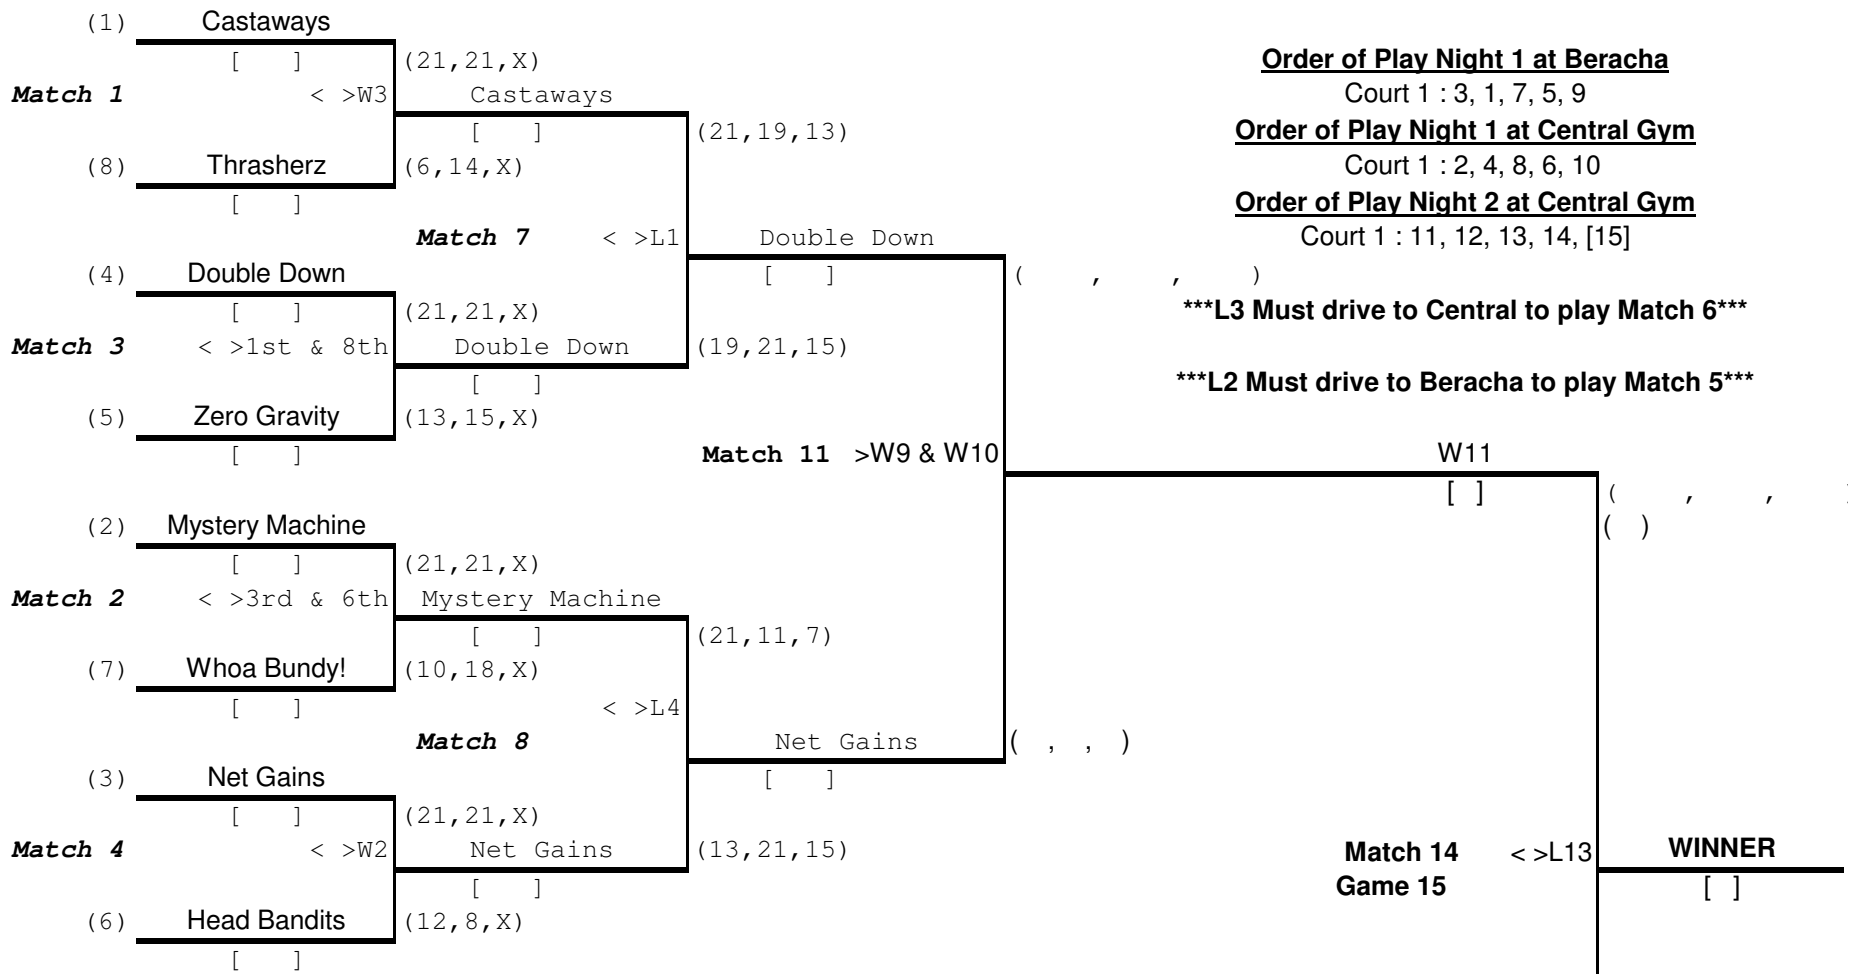 (1) Castaways
[ ] (21,21,X) Order of Play Night 1 at Beracha
Match 1 < >W3 Castaways Court 1 : 3, 1, 7, 5, 9
[ ] (21,19,13) Order of Play Night 1 at Central Gym
(8) Thrasherz (6,14,X) Court 1 : 2, 4, 8, 6, 10
[ ] Order of Play Night 2 at Central Gym
Match 7 < >L1 Double Down Court 1 : 11, 12, 13, 14, [15]
(4) Double Down [ ] ( , , )
[ ] (21,21,X) ***L3 Must drive to Central to play Match 6***
Match 3 < >1st & 8th Double Down (19,21,15)
[ ] ***L2 Must drive to Beracha to play Match 5***
(5) Zero Gravity (13,15,X)
[ ] Match 11 >W9 & W10 W11
[ ] ( , , )
(2) Mystery Machine ( )
[ ] (21,21,X)
Match 2 < >3rd & 6th Mystery Machine
[ ] (21,11,7)
(7) Whoa Bundy! (10,18,X)
[ ] < >L4
Match 8 Net Gains ( , , )
(3) Net Gains [ ]
[ ] (21,21,X)
Match 4 < >W2 Net Gains (13,21,15) Match 14 < >L13 WINNER
[ ] Game 15 [ ]
(6) Head Bandits (12,8,X)
[ ]